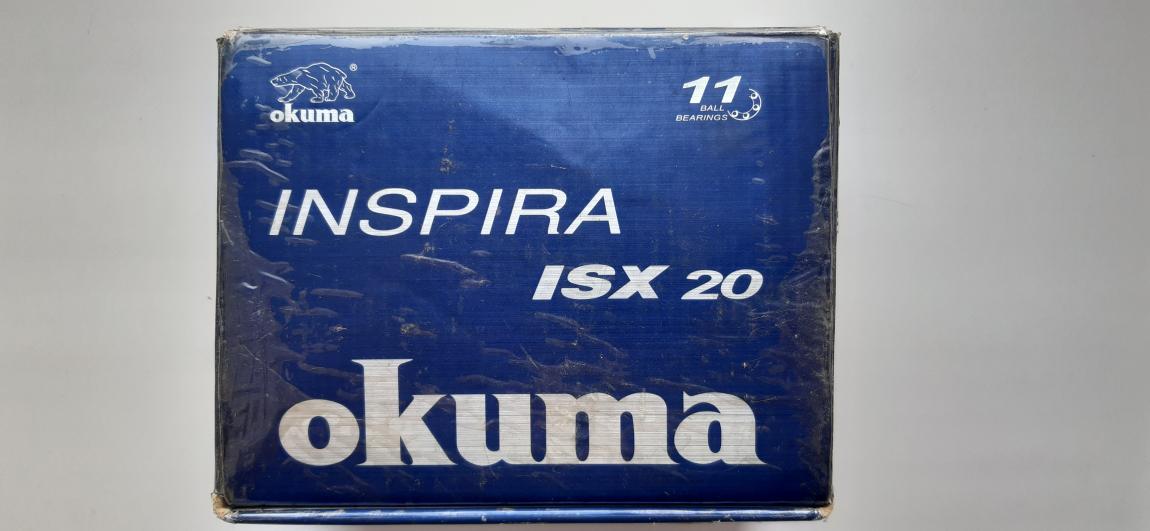 okuma®
11
BALL
BEARINGS
INSPIRA
ISX 20
okuma